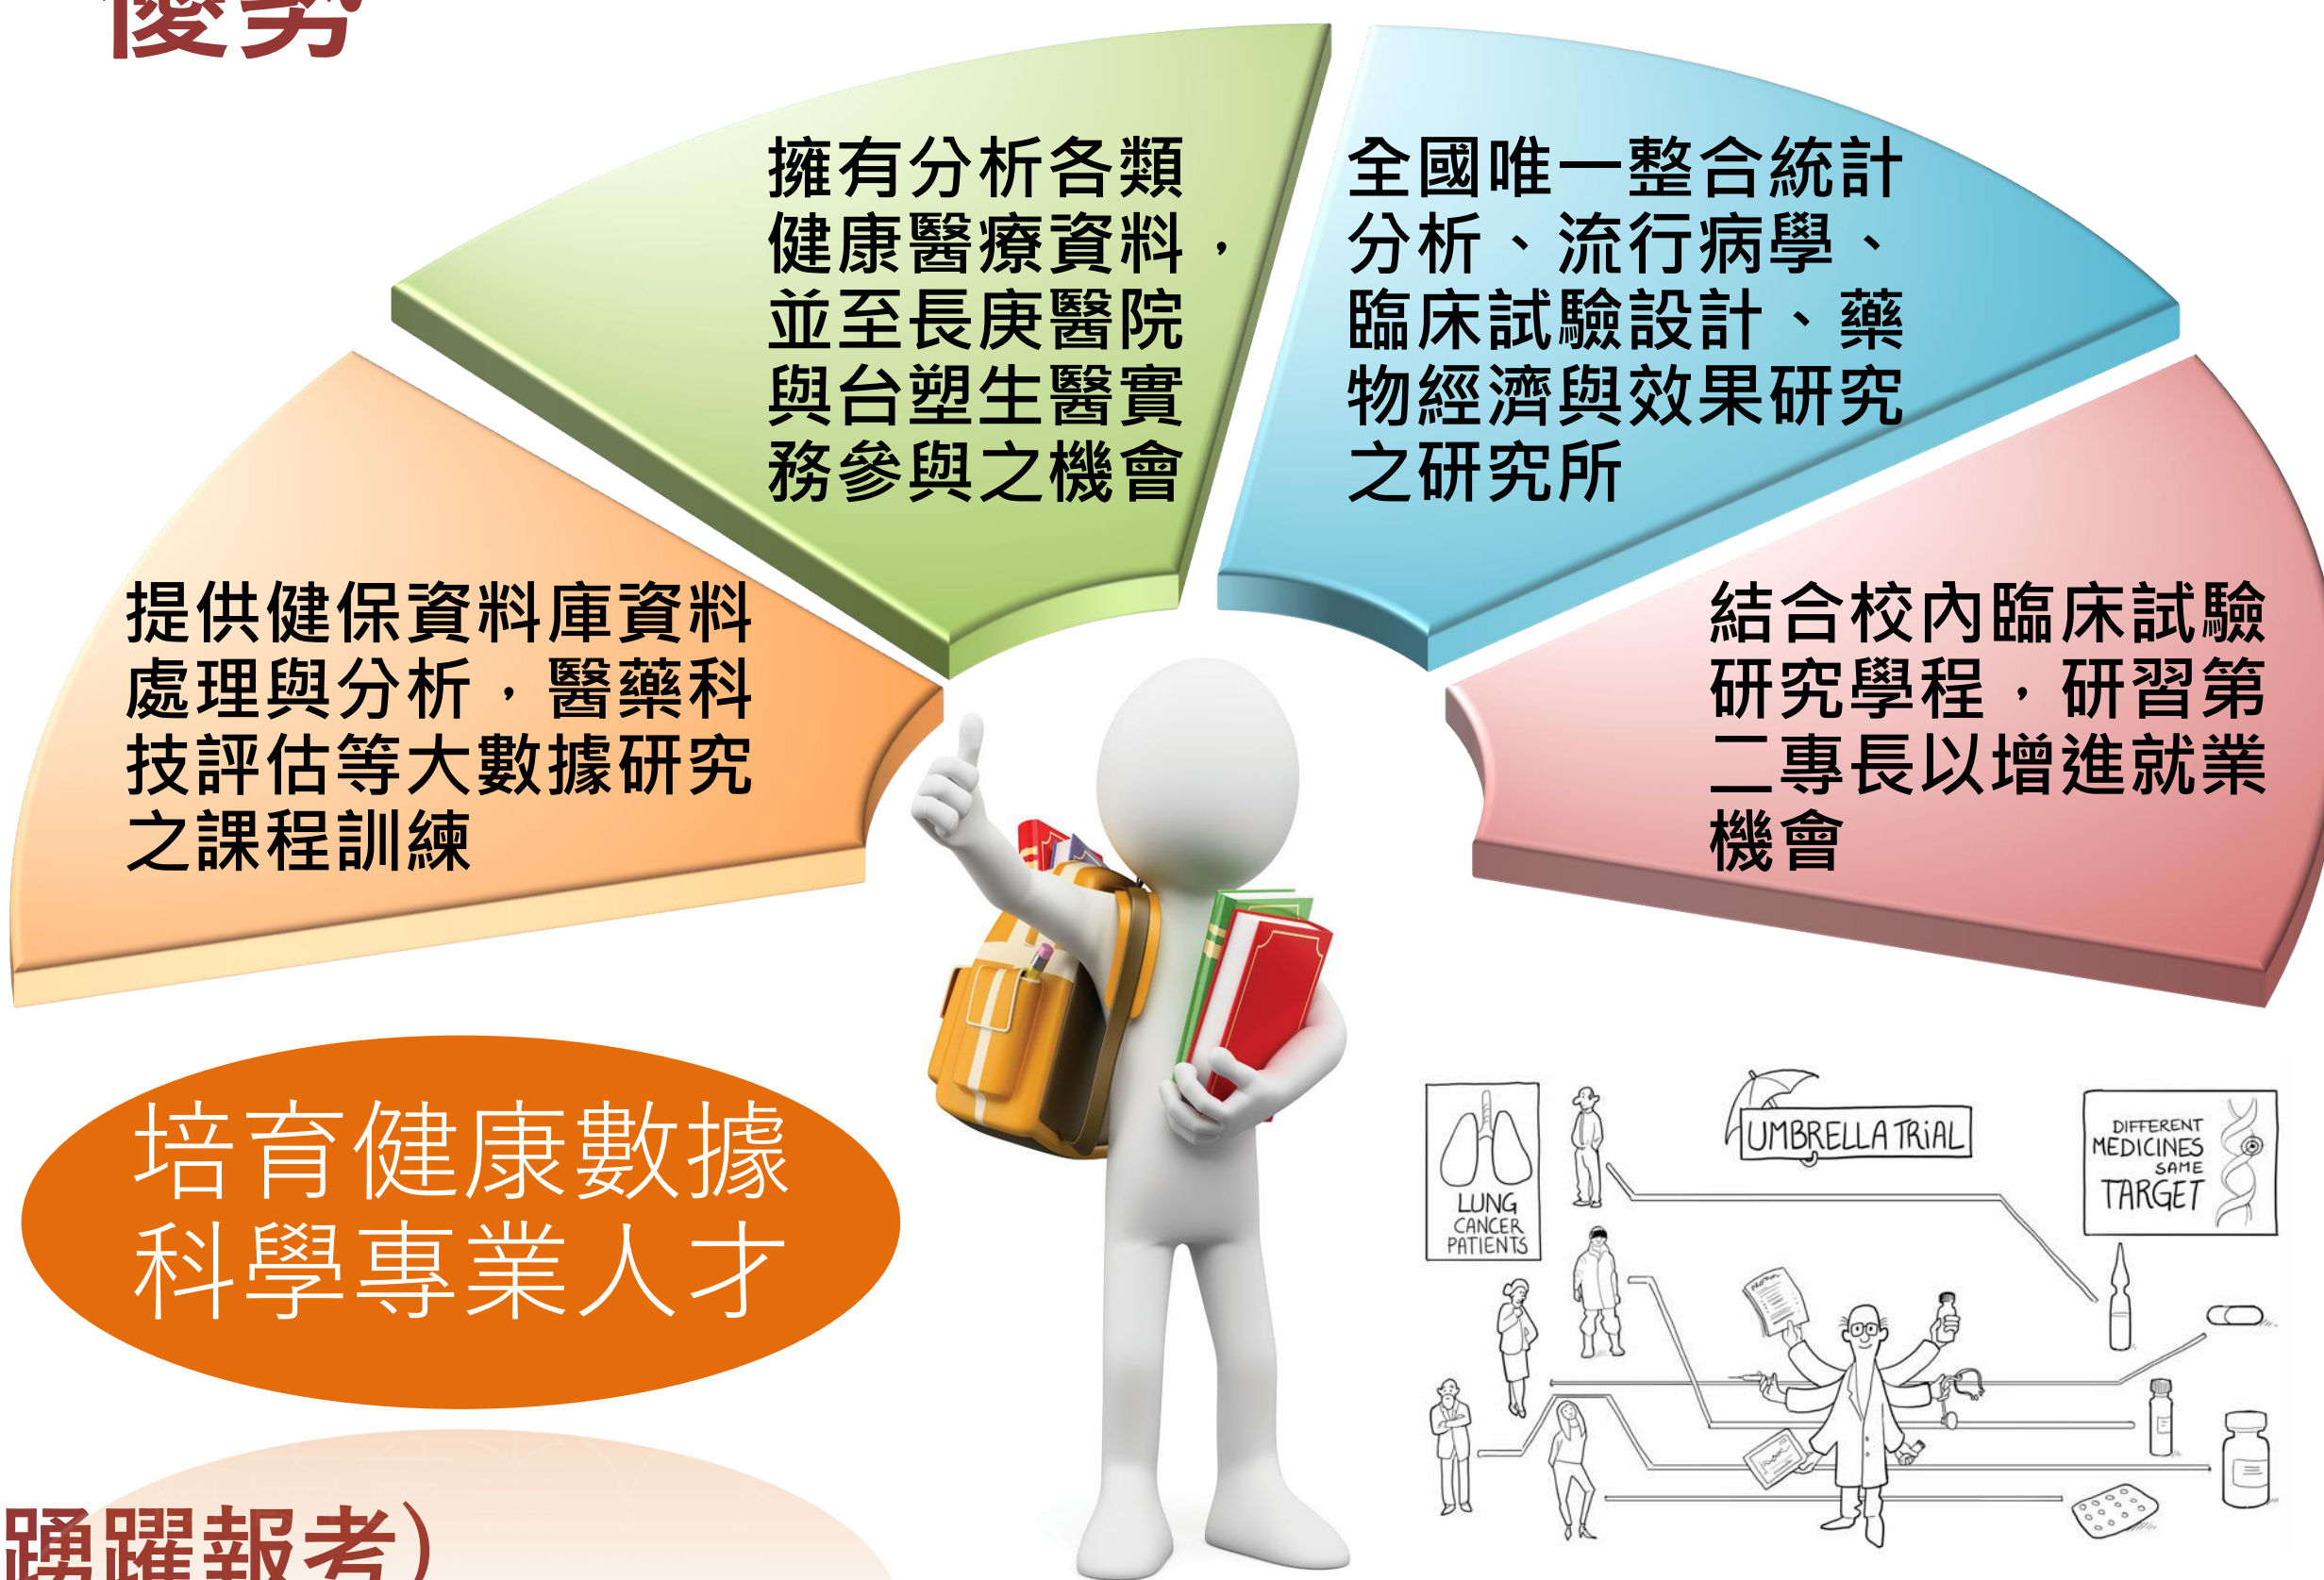 優勢
擁有分析各類
健康醫療資料，
並至長庚醫院
與台塑生醫實
務參與之機會
全國唯一整合統計
分析、流行病學、
臨床試驗設計、藥
物經濟與效果研究
之研究所
提供健保資料庫資料
處理與分析，醫藥科
技評估等大數據研究
之課程訓練
結合校內臨床試驗
研究學程，研習第
二專長以增進就業
機會
培育健康數據
科學專業人才
LUNG
CANCER
PATIENTS
UMBRELLA TRIAL
DIFFERENT
MEDICINES
SAME
TARGET
踴躍報考)